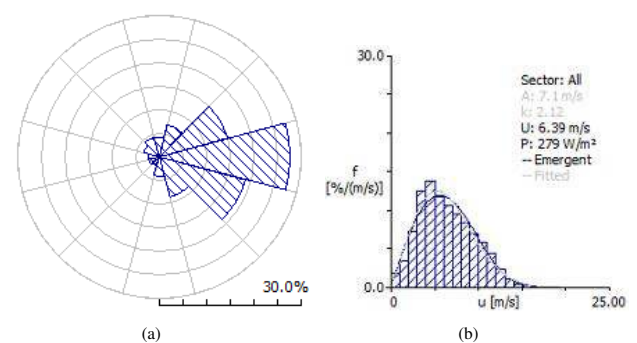 30.0%
(a)
30.0
Sector: All
A: 7.1 m/s
k: 2.12
U: 6.39 m/s
P: 279 W/m²
-- Emergent
-- Fitted
f
[%/(m/s)]
0.0
0
u [m/s]
25.00
(b)